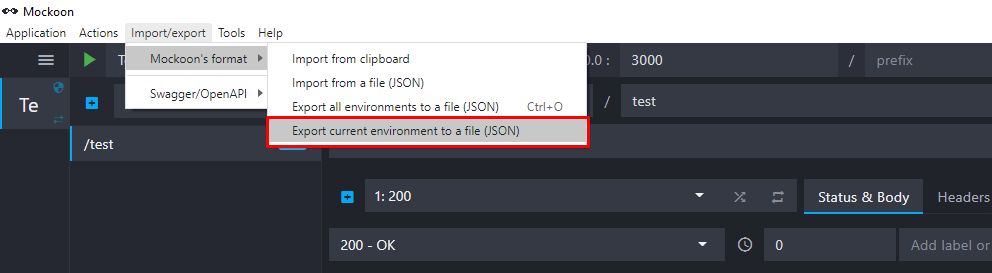 Mockoon
Application Actions Import/export Tools Help
Mockoon's format
Swagger/OpenAPI
Import from clipboard
Import from a file (JSON)
Export all environments to a file (JSON) Ctrl+O
Export current environment to a file (JSON)
0.0 : 3000 / prefix
Te
/ test
/test
1: 200
Status & Body Headers
200 - OK
0
Add label or